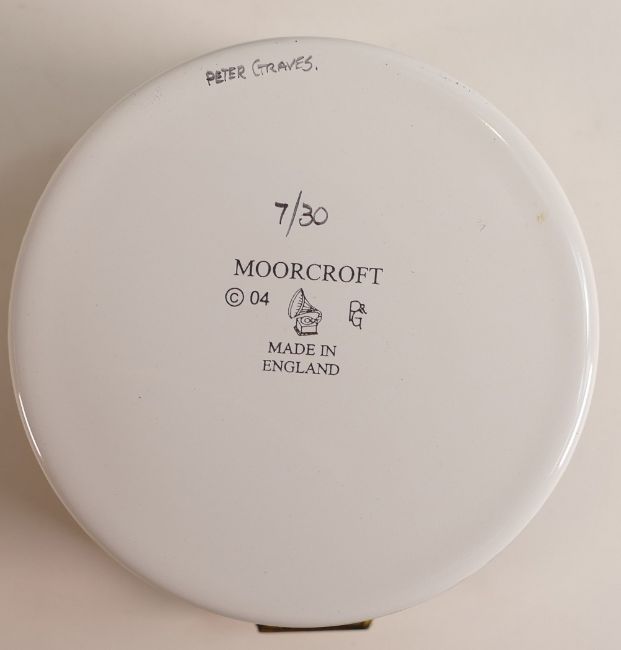 PETER GRAVES.
7/30
MOORCROFT
© 04
PG
MADE IN
ENGLAND